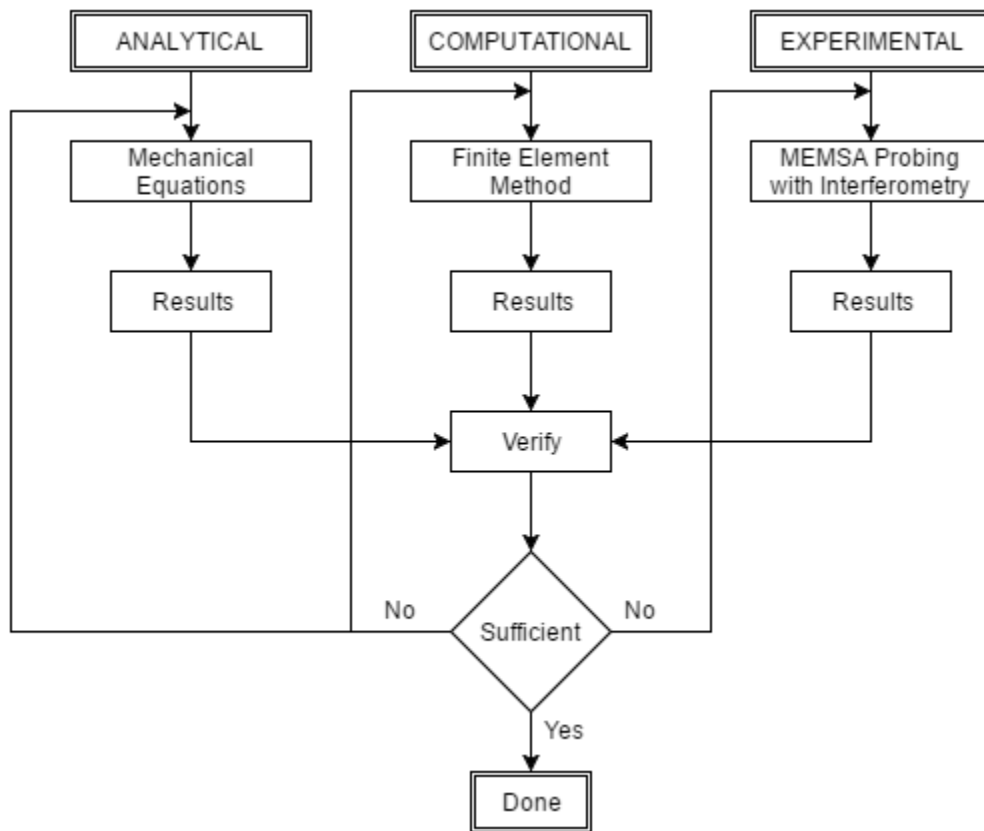 ANALYTICAL
COMPUTATIONAL
EXPERIMENTAL
Mechanical
Equations
Finite Element
Method
MEMSA Probing
with Interferometry
Results
Results
Results
Verify
No
Sufficient
No
Yes
Done